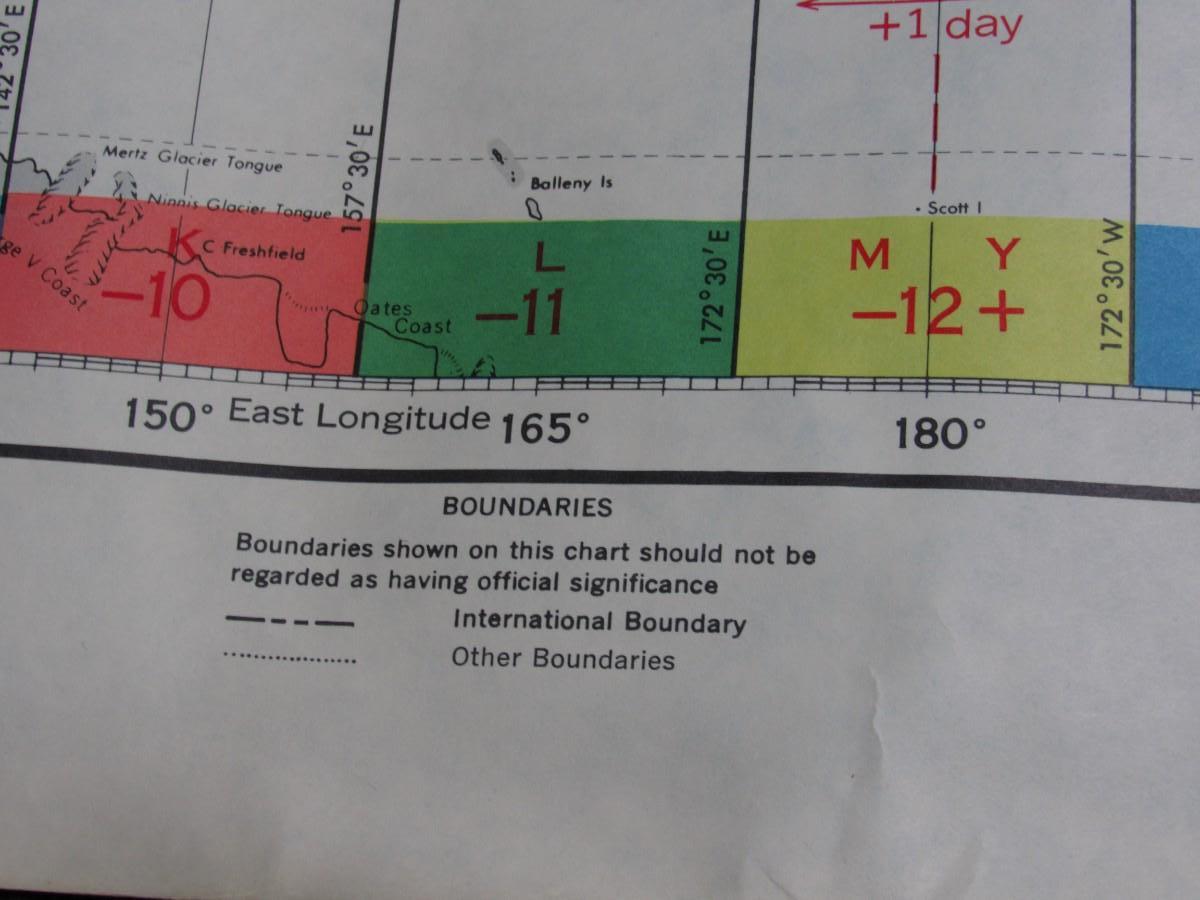 142°30'E
+1 day
157°30'E
Mertz Glacier Tongue
Ninnis Glacier Tongue
Balleny Is
Scott I
K
C Freshfield
V Coast
-10
Oates
Coast
L
-11
172°30'E
M Y
-12+
172°30'W
150° East Longitude 165° 180°
BOUNDARIES
Boundaries shown on this chart should not be
regarded as having official significance
International Boundary
Other Boundaries